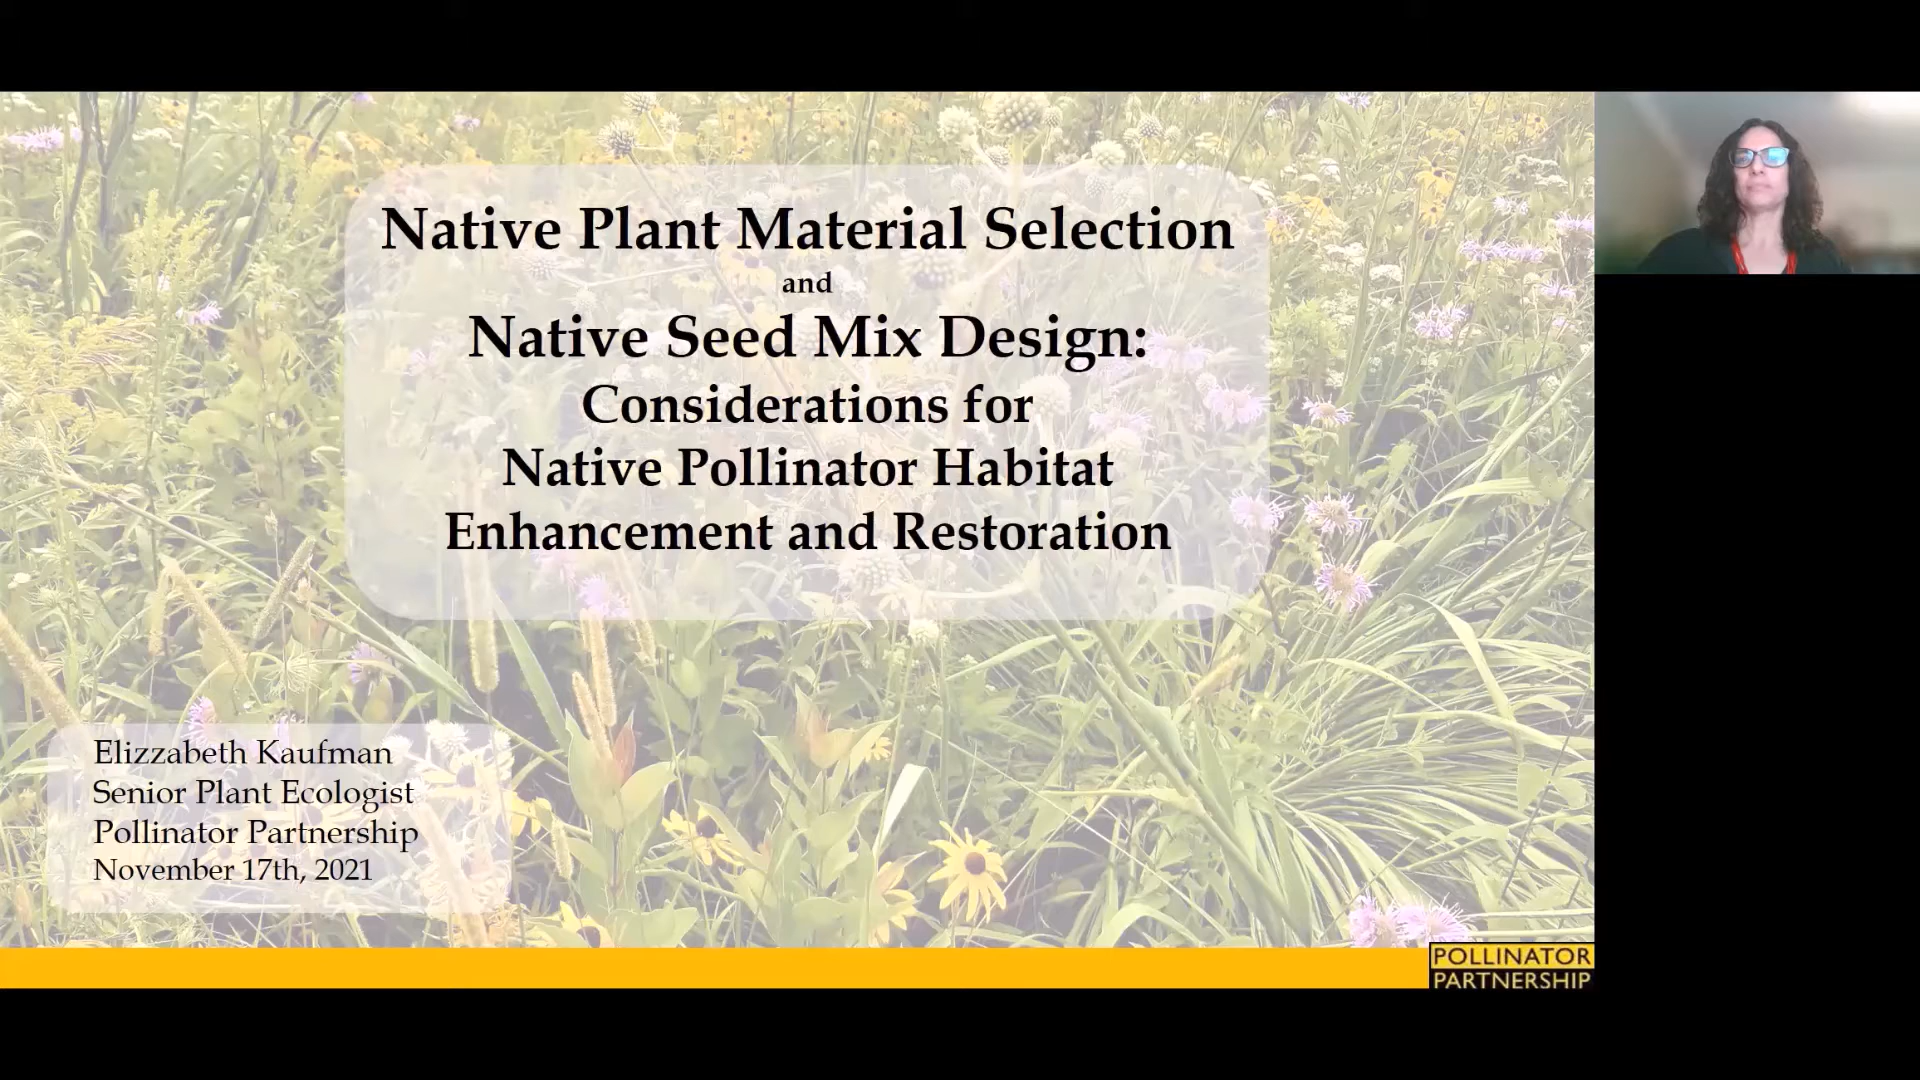 Native Plant Material Selection
and
Native Seed Mix Design:
Considerations for
Native Pollinator Habitat
Enhancement and Restoration
Elizzabeth Kaufman
Senior Plant Ecologist
Pollinator Partnership
November 17th, 2021
POLLINATOR
PARTNERSHIP